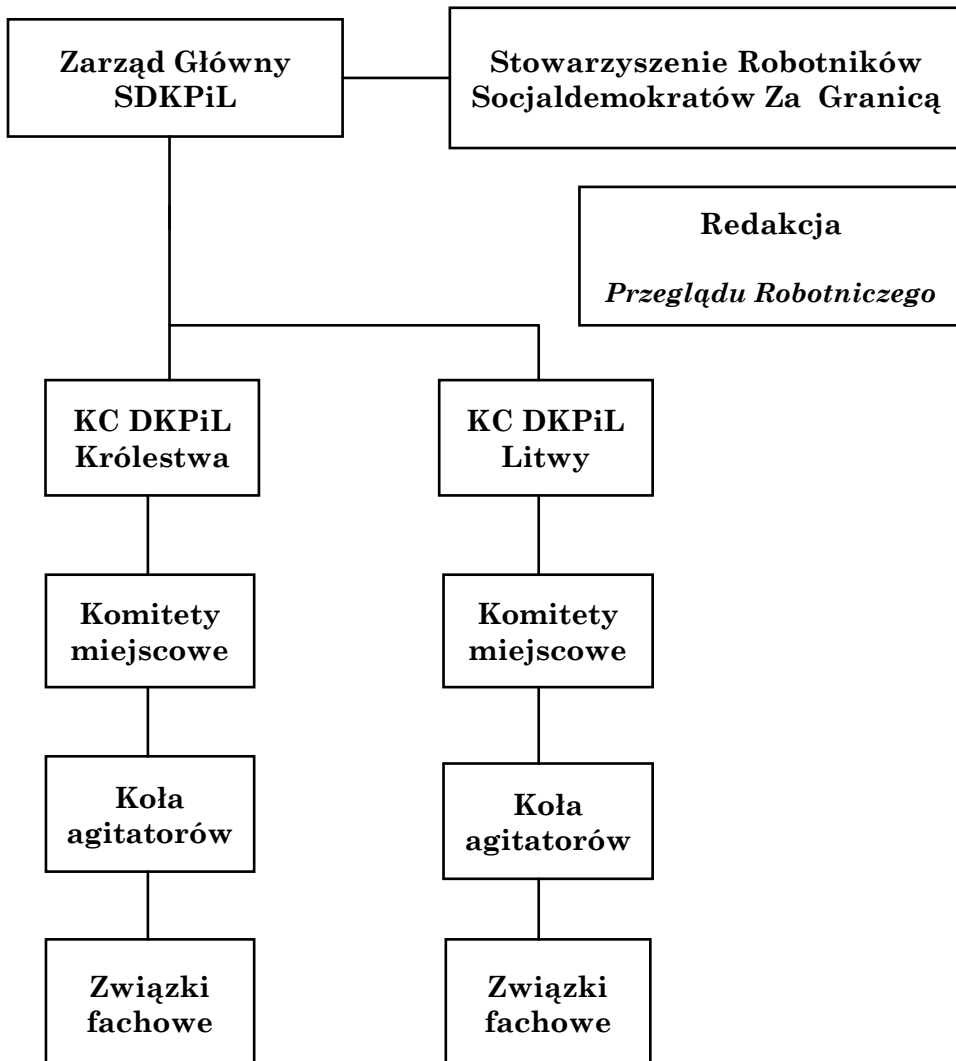 Zarząd Główny
SDKPiL
Stowarzyszenie Robotników
Socjaldemokratów Za Granicą
Redakcja
Przeglądu Robotniczego
KC DKPiL
Królestwa
KC DKPiL
Litwy
Komitety
miejscowe
Komitety
miejscowe
Koła
agitatorów
Koła
agitatorów
Związki
fachowe
Związki
fachowe